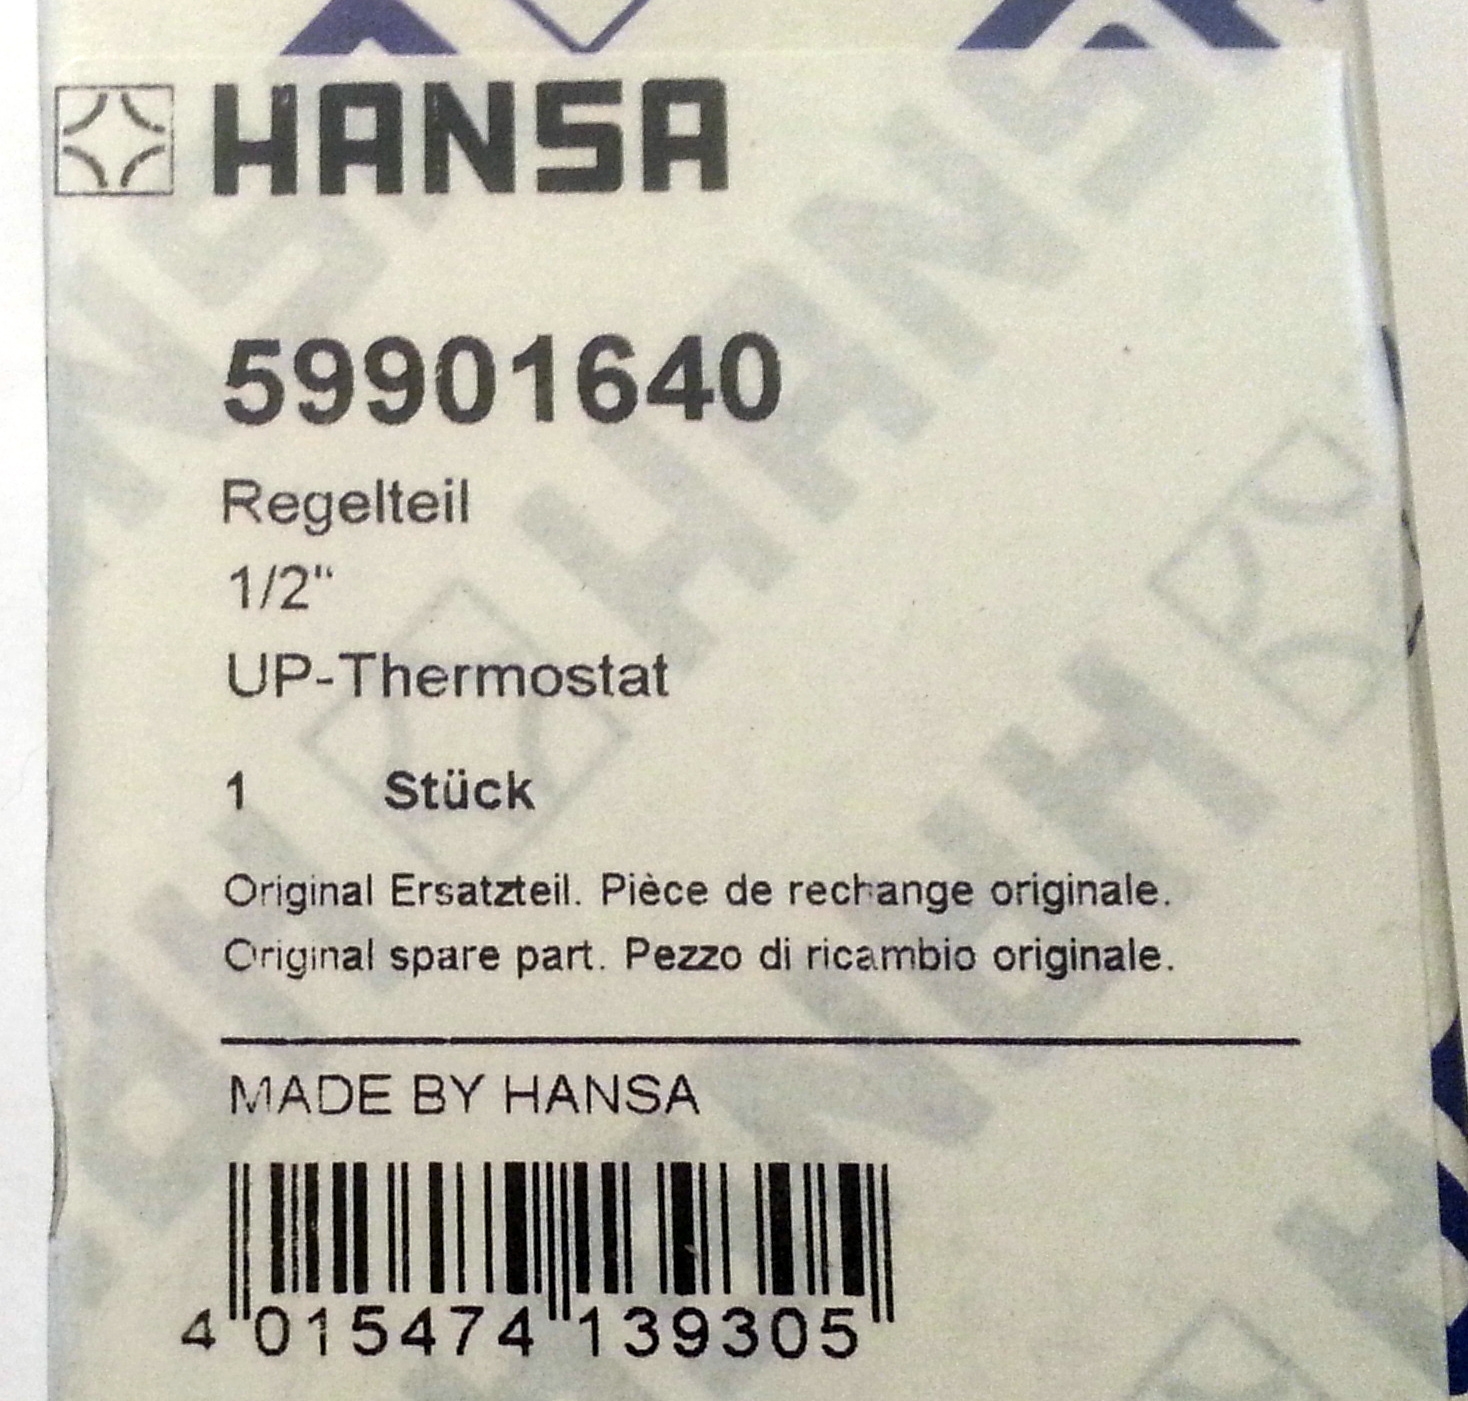 HANSA
59901640
Regelteil
1/2"
UP-Thermostat
1 Stück
Original Ersatzteil. Pièce de rechange originale.
Original spare part. Pezzo di ricambio originale.
MADE BY HANSA
4 015474 139305